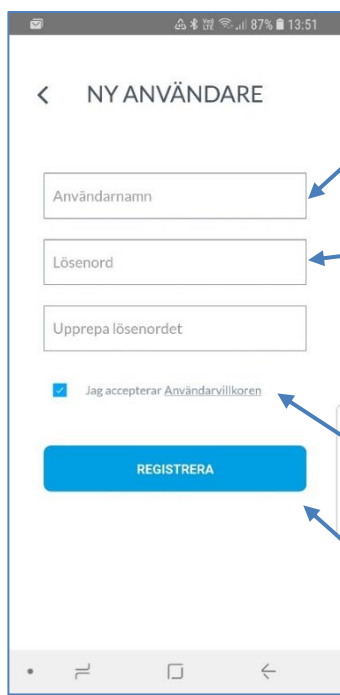 87% 13:51
NY ANVÄNDARE
Användarnamn
Lösenord
Upprepa lösenordet
Jag accepterar Användarvillkoren
REGISTRERA